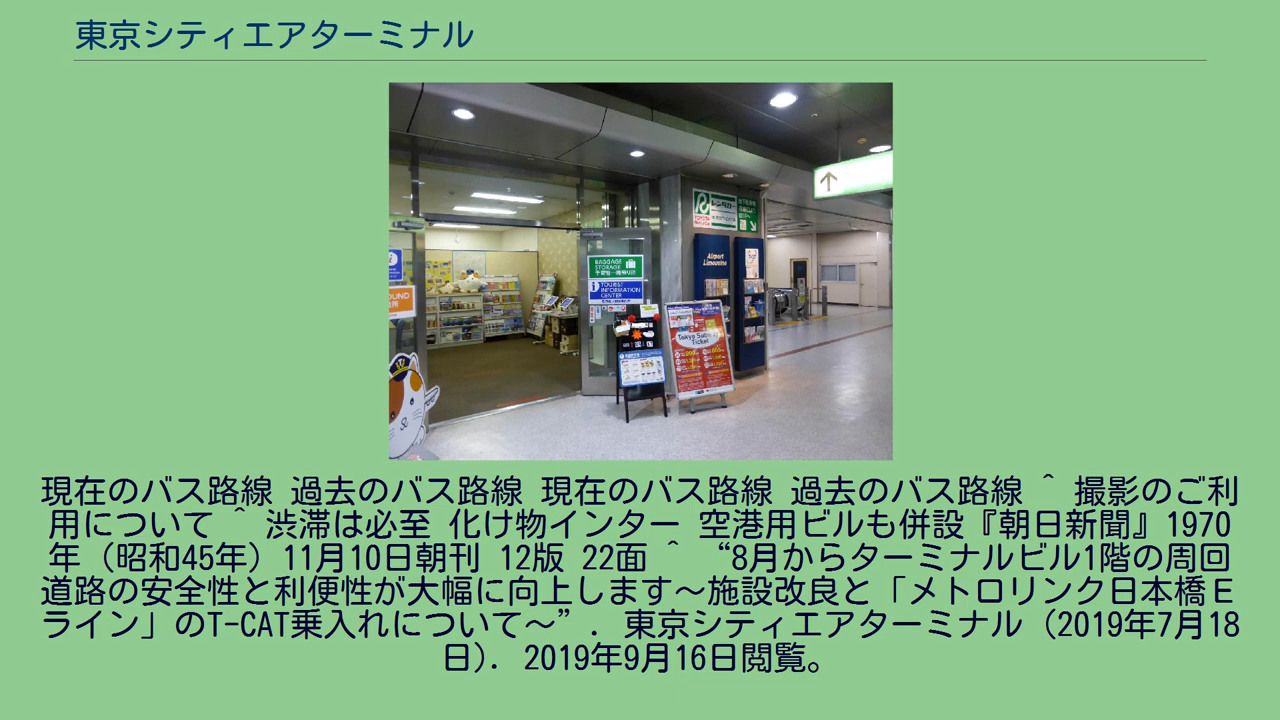 東京シティエアターミナル
Airport
Limousine
BAGGAGE
STORAGE
TOURIST
INFORMATION
CENTER
Ticket
現在のバス路線 過去のバス路線 現在のバス路線 過去のバス路線 ^ 撮影のご利
用について ^ 渋滞は必至 化け物インター 空港用ビルも併設『朝日新聞』1970
年（昭和45年）11月10日朝刊 12版 22面 ^ “8月からターミナルビル1階の周回
道路の安全性と利便性が大幅に向上します〜施設改良と「メトロリンク日本橋Ｅ
ライン」のT-CAT乗入れについて〜”. 東京シティエアターミナル (2019年7月18
日). 2019年9月16日閲覧。